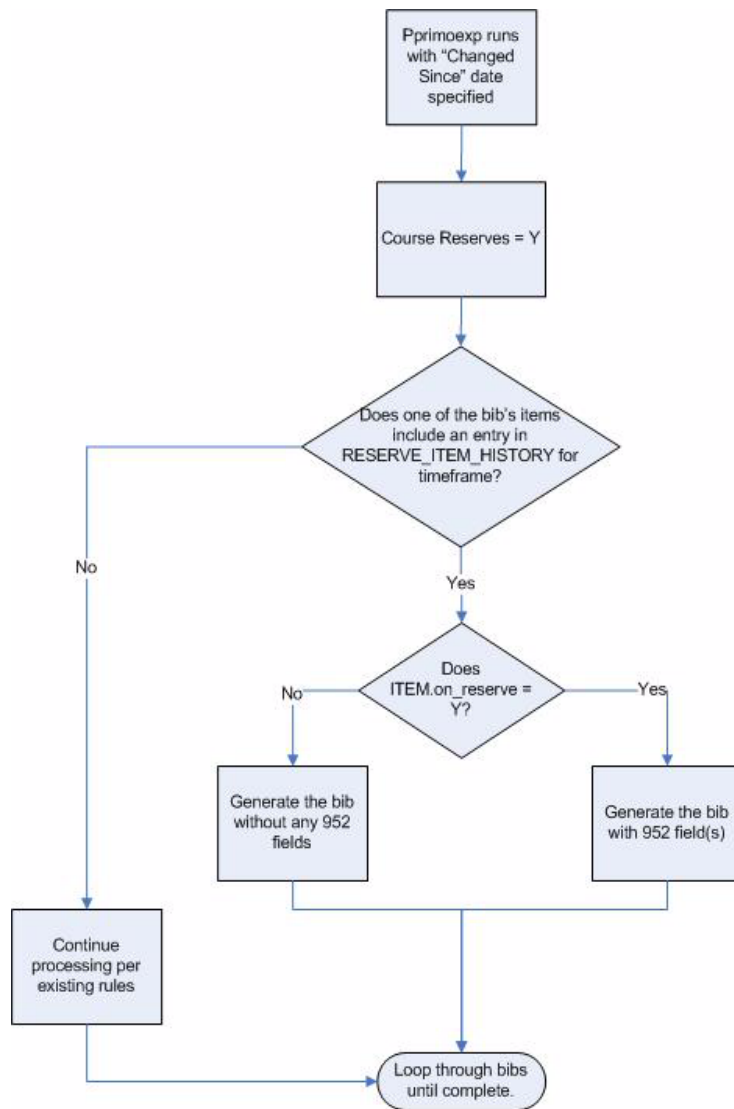 Pprimoexp runs
with “Changed
Since” date
specified
Course Reserves = Y
Does one of the bib’s items
include an entry in
RESERVE_ITEM_HISTORY for
timeframe?
No
Yes
Does
ITEM.on_reserve =
Y?
No
Yes
Generate the bib
without any 952
fields
Generate the bib
with 952 field(s)
Continue
processing per
existing rules
Loop through bibs
until complete.